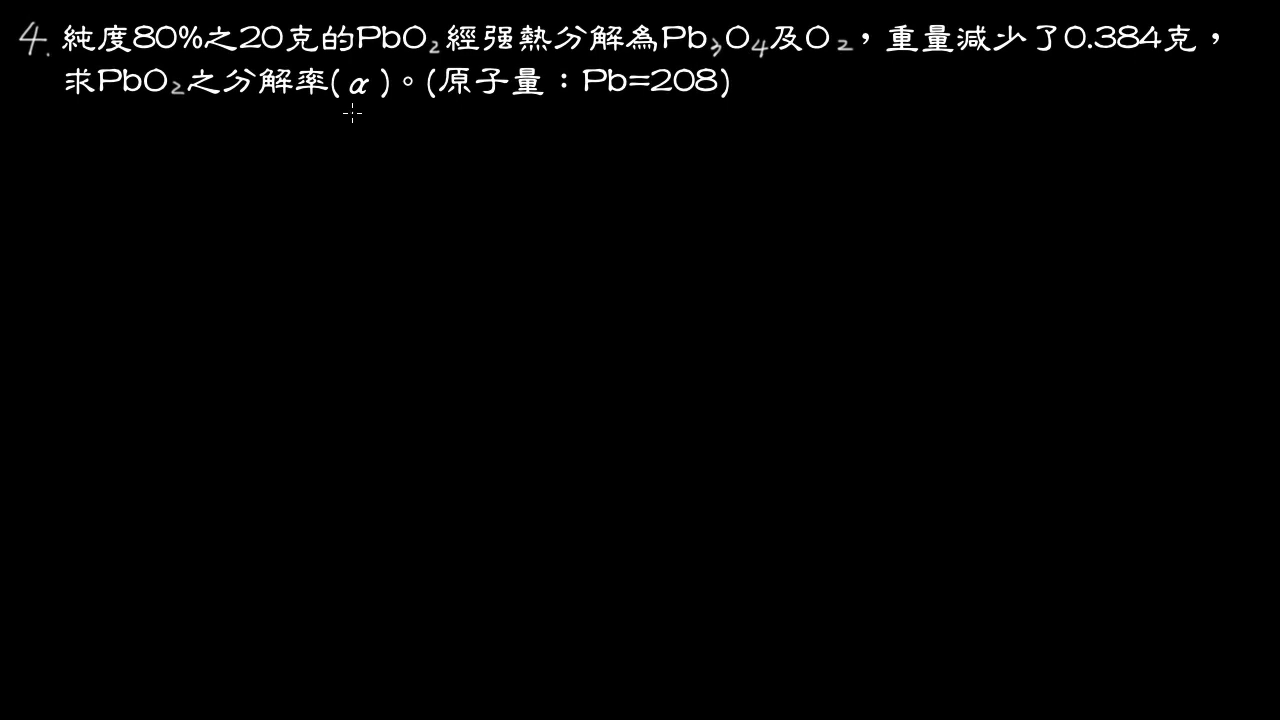 4. 純度80%之20克的PbO₂經强熱分解為Pb₃O₄及O₂，重量減少了0.384克，
求PbO₂之分解率(α)。(原子量：Pb=208)